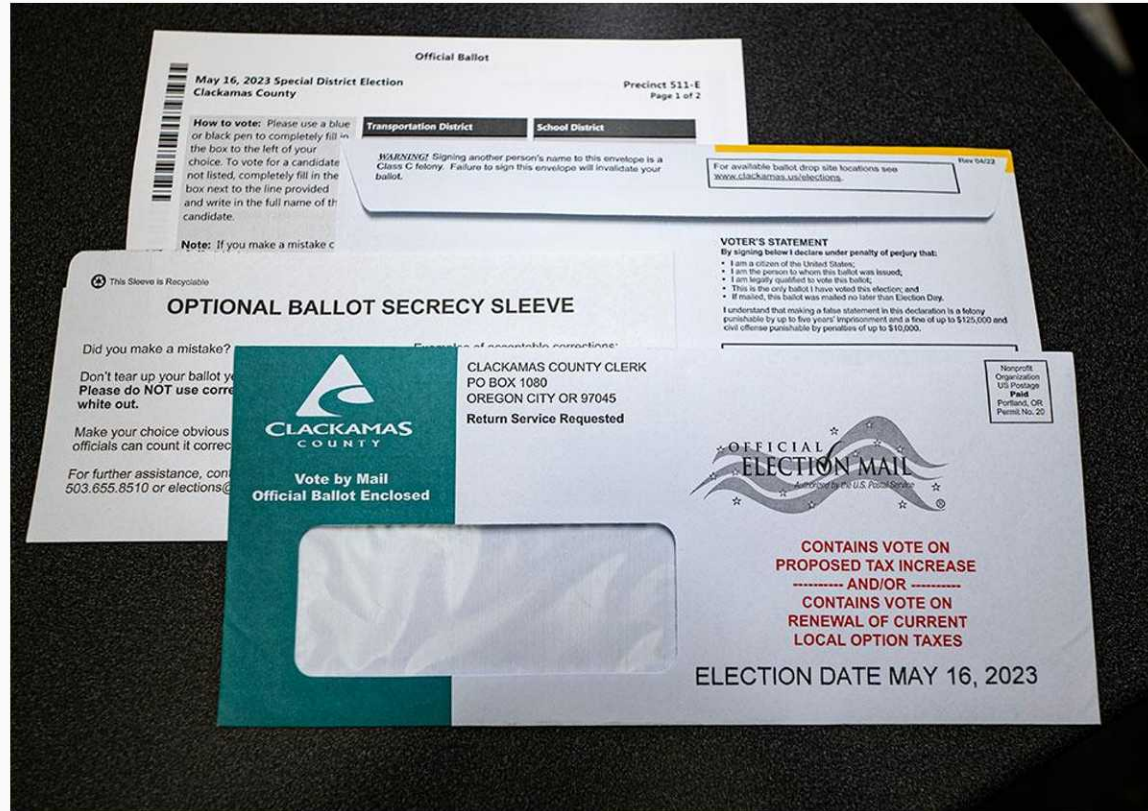 Official Ballot
May 16, 2023 Special District Election
Clackamas County
Precinct 511-E
Page 1 of 2
How to vote: Please use a blue
or black pen to completely fill in
the box to the left of your
choice. To vote for a candidate
not listed, completely fill in the
box next to the line provided
and write in the full name of th
candidate.
Note: If you make a mistake c
Transportation District
School District
WARNING! Signing another person's name to this envelope is a
Class C felony. Failure to sign this envelope will invalidate your
ballot.
For available ballot drop site locations see
www.clackamas.us/elections.
Rev 04/23
VOTER'S STATEMENT
By signing below I declare under penalty of perjury that:
• I am a citizen of the United States;
• I am the person to whom this ballot was issued;
• I am legally qualified to vote this ballot;
• This is the only ballot I have voted this election; and
• If mailed, this ballot was mailed no later than Election Day.
I understand that making a false statement in this declaration is a felony
punishable by up to five years' imprisonment and a fine of up to $125,000 and
civil offense punishable by penalties of up to $10,000.
This Sleeve is Recyclable
OPTIONAL BALLOT SECRECY SLEEVE
Did you make a mistake?
Don't tear up your ballot ye
Please do NOT use corre
white out.
Make your choice obvious
officials can count it correc
For further assistance, con
503.655.8510 or elections@
Examples of acceptable corrections:
CLACKAMAS
COUNTY
Vote by Mail
Official Ballot Enclosed
CLACKAMAS COUNTY CLERK
PO BOX 1080
OREGON CITY OR 97045
Return Service Requested
Nonprofit
Organization
US Postage
Paid
Portland, OR
Permit No. 20
OFFICIAL
ELECTION MAIL
Authorized by the U.S. Postal Service
®
CONTAINS VOTE ON
PROPOSED TAX INCREASE
---------- AND/OR ----------
CONTAINS VOTE ON
RENEWAL OF CURRENT
LOCAL OPTION TAXES
ELECTION DATE MAY 16, 2023